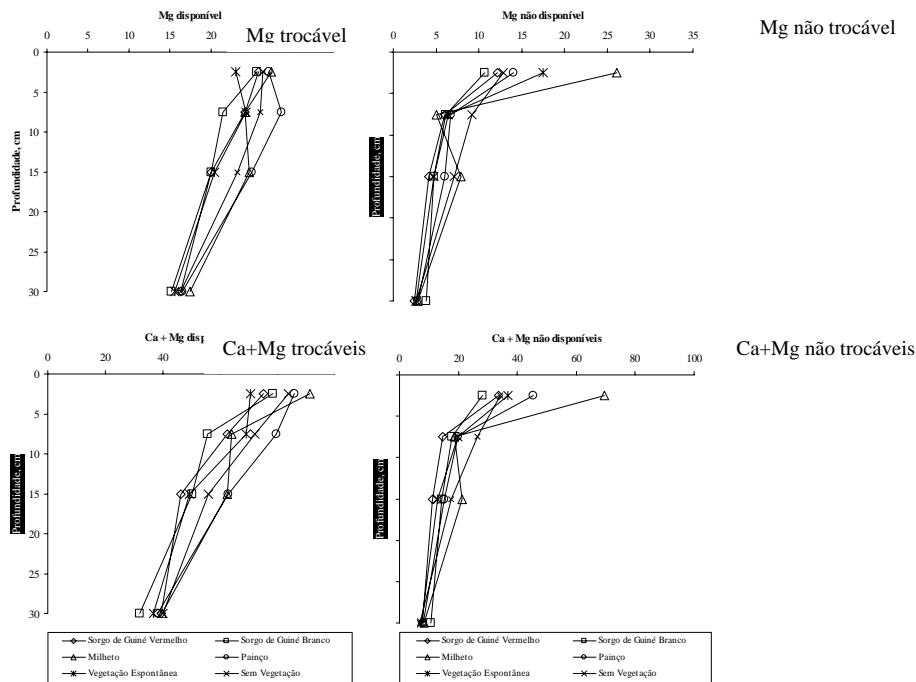 Mg disponível
Mg trocável
0 5 10 15 20
0
5
10
15
20
25
30
Profundidade, cm
Mg não disponível
Mg não trocável
0 5 10 15 20 25 30 35
Profundidade, cm
Ca + Mg disp
Ca+Mg trocáveis
0 20 40
0
5
10
15
20
25
30
Profundidade, cm
Ca + Mg não disponíveis
Ca+Mg não trocáveis
0 20 40 60 80 100
Profundidade, cm
Sorgo de Guiné Vermelho Sorgo de Guiné Branco
Milheto Painço
Vegetação Espontânea Sem Vegetação
Sorgo de Guiné Vermelho Sorgo de Guiné Branco
Milheto Painço
Vegetação Espontânea Sem Vegetação